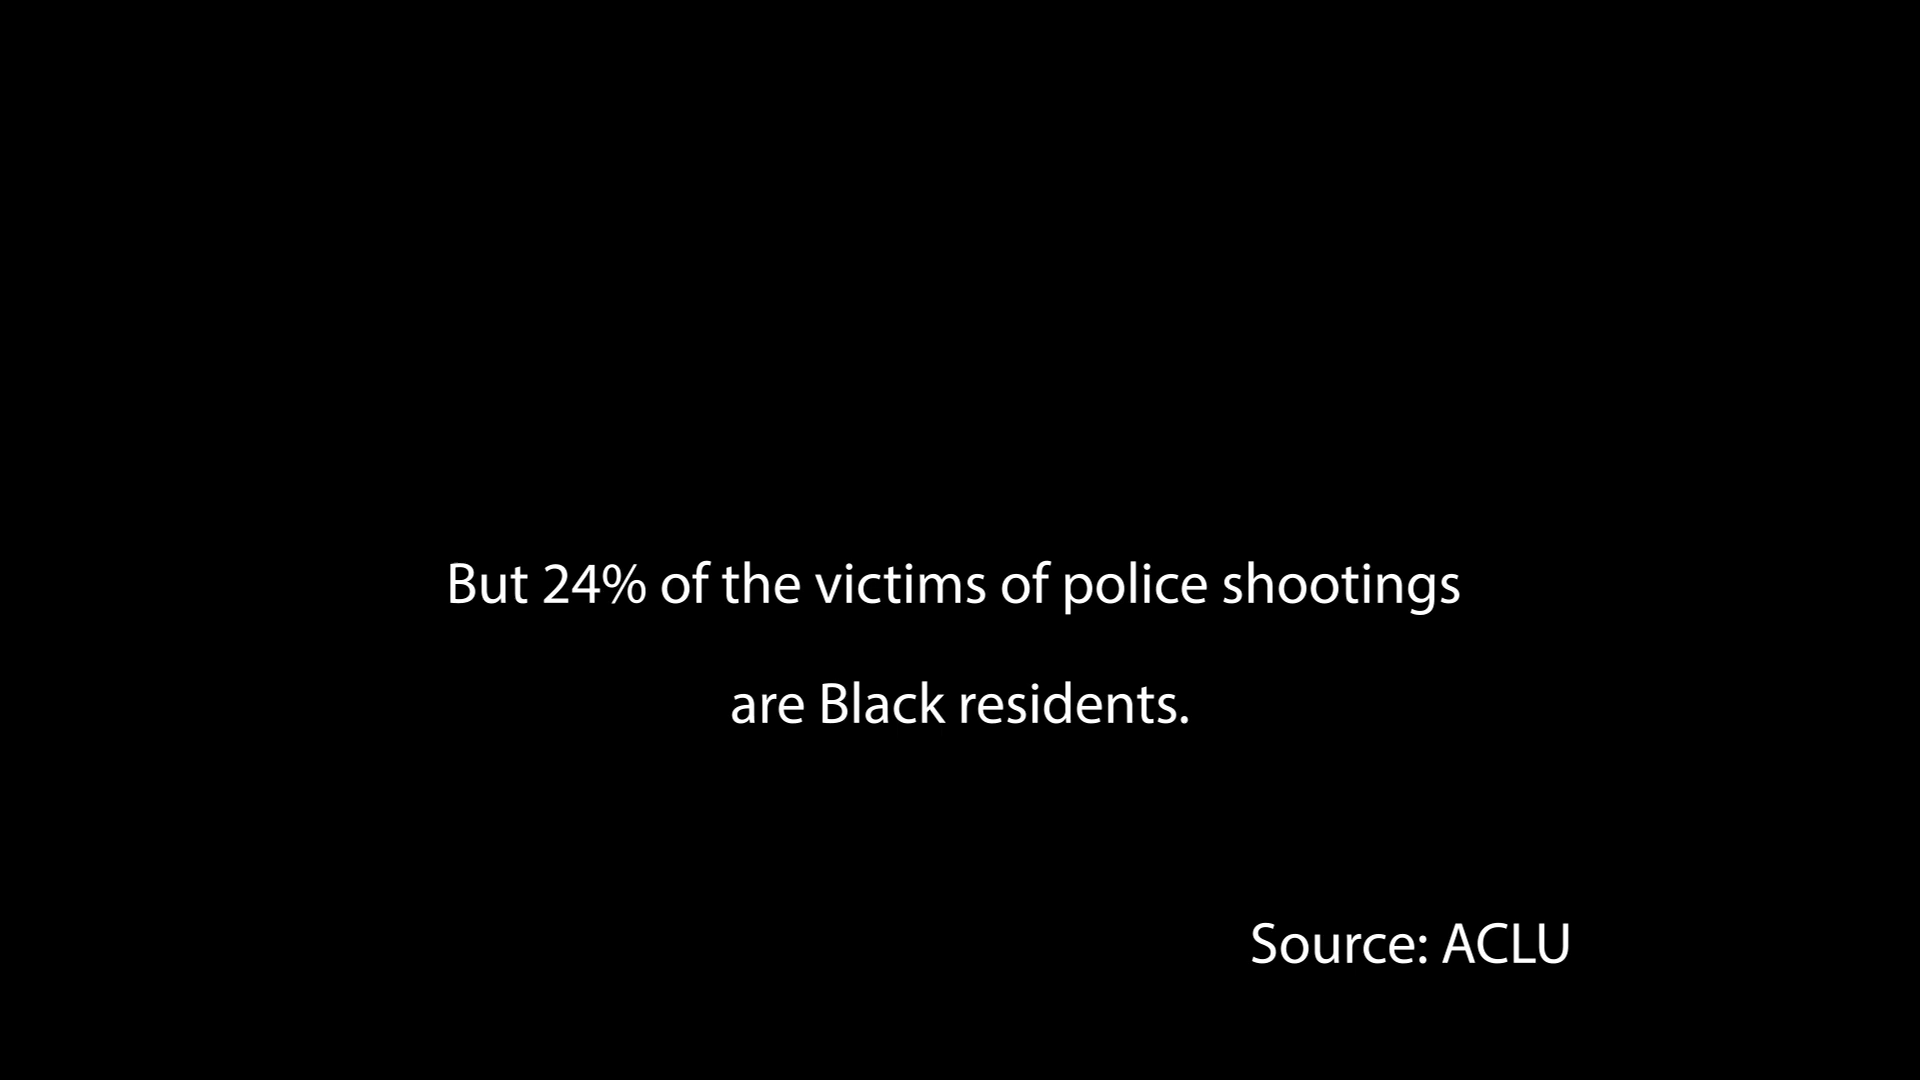 But 24% of the victims of police shootings
are Black residents.
Source: ACLU